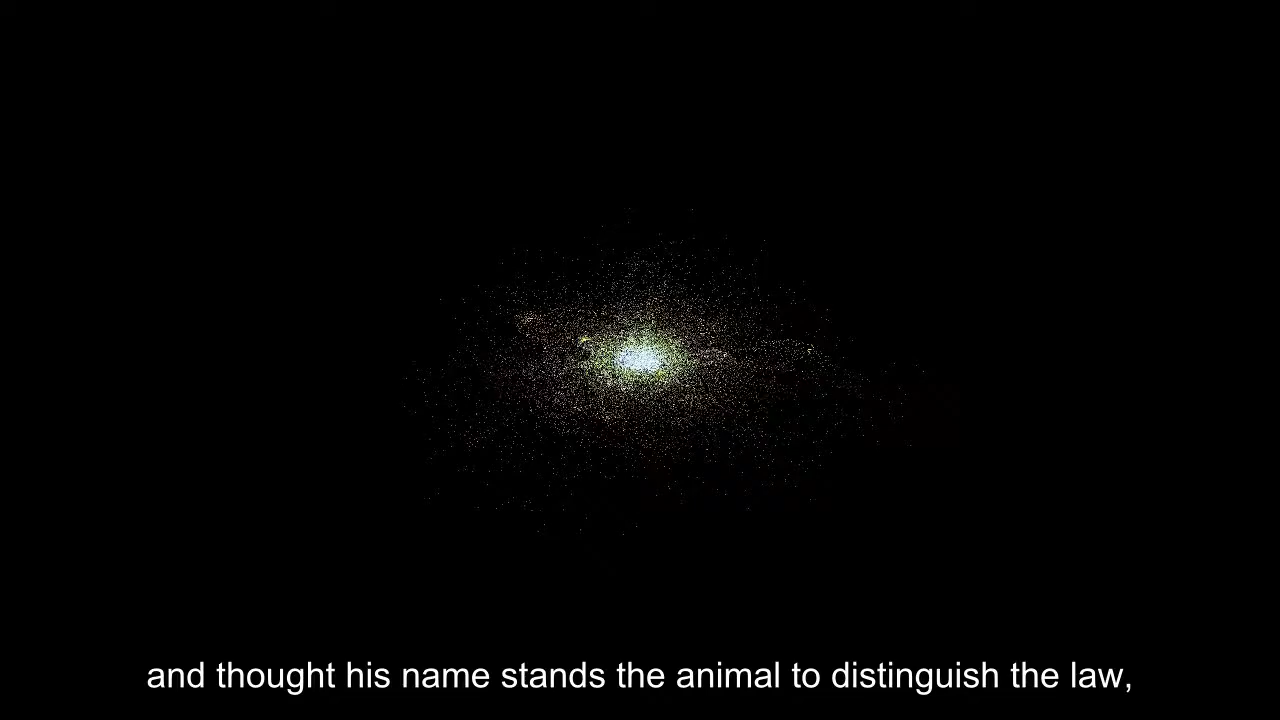 and thought his name stands the animal to distinguish the law,